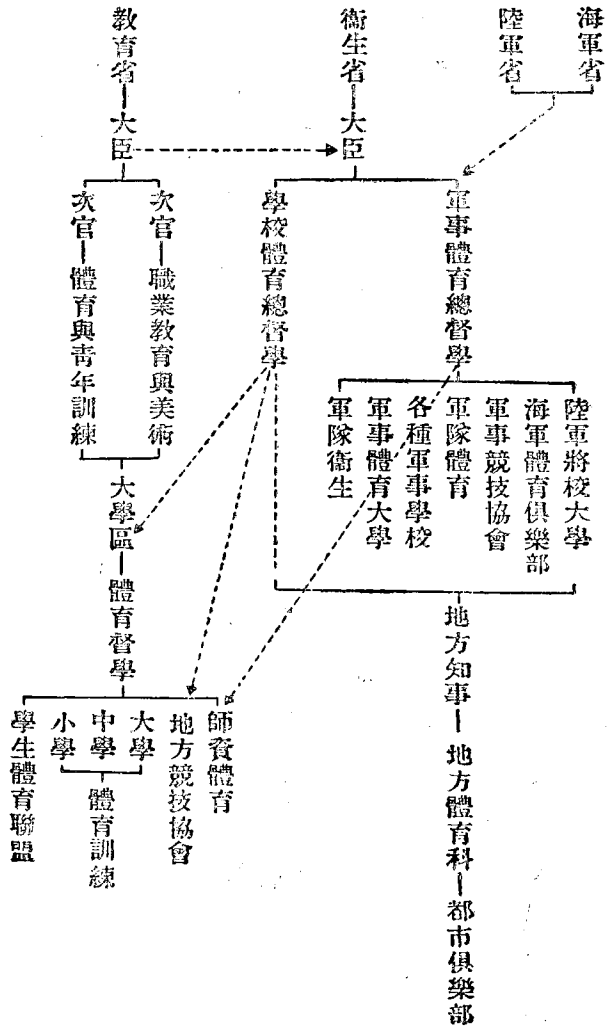 海軍省
陸軍省
衞生省
大臣
教育省
大臣
軍事體育總督學
學校體育總督學
次官
職業教育與美術
次官
體育與靑年訓練
陸軍將校大學
海軍體育俱樂部
軍事競技協會
軍隊體育
各種軍事學校
軍事體育大學
軍隊衞生
大學區
體育督學
地方知事
地方體育科
都市俱樂部
師資體育
地方競技協會
大學
中學
小學
體育訓練
學生體育聯盟